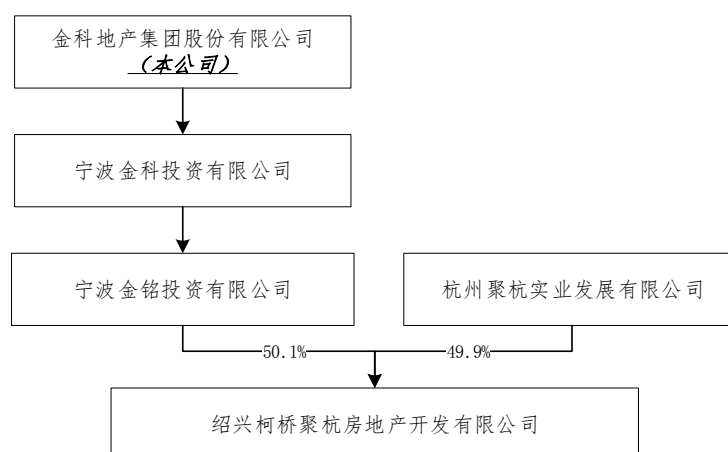 金科地产集团股份有限公司
（本公司）
宁波金科投资有限公司
宁波金铭投资有限公司
杭州聚杭实业发展有限公司
50.1%
49.9%
绍兴柯桥聚杭房地产开发有限公司